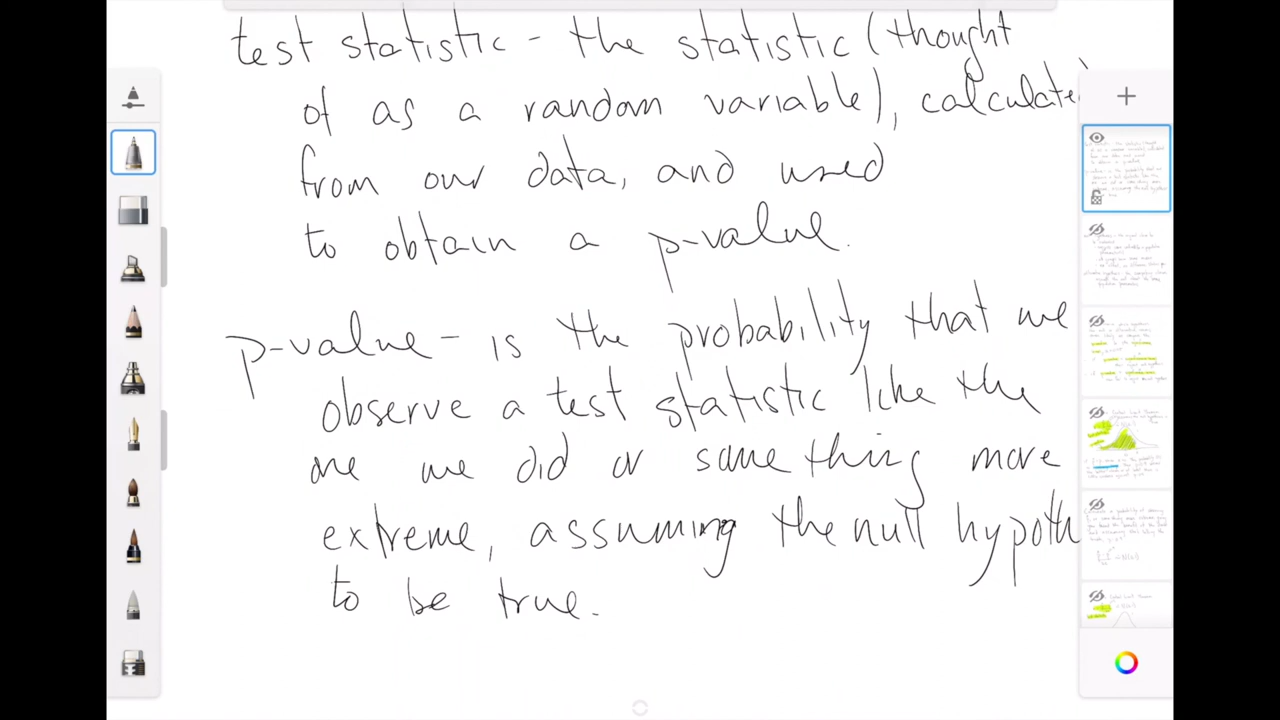 test statistic - the statistic (thought
of as a random variable), calculate
from our data, and used
to obtain a p-value.
p-value - is the probability that we
observe a test statistic like the
one we did or something more
extreme, assuming the null hypoth
to be true.